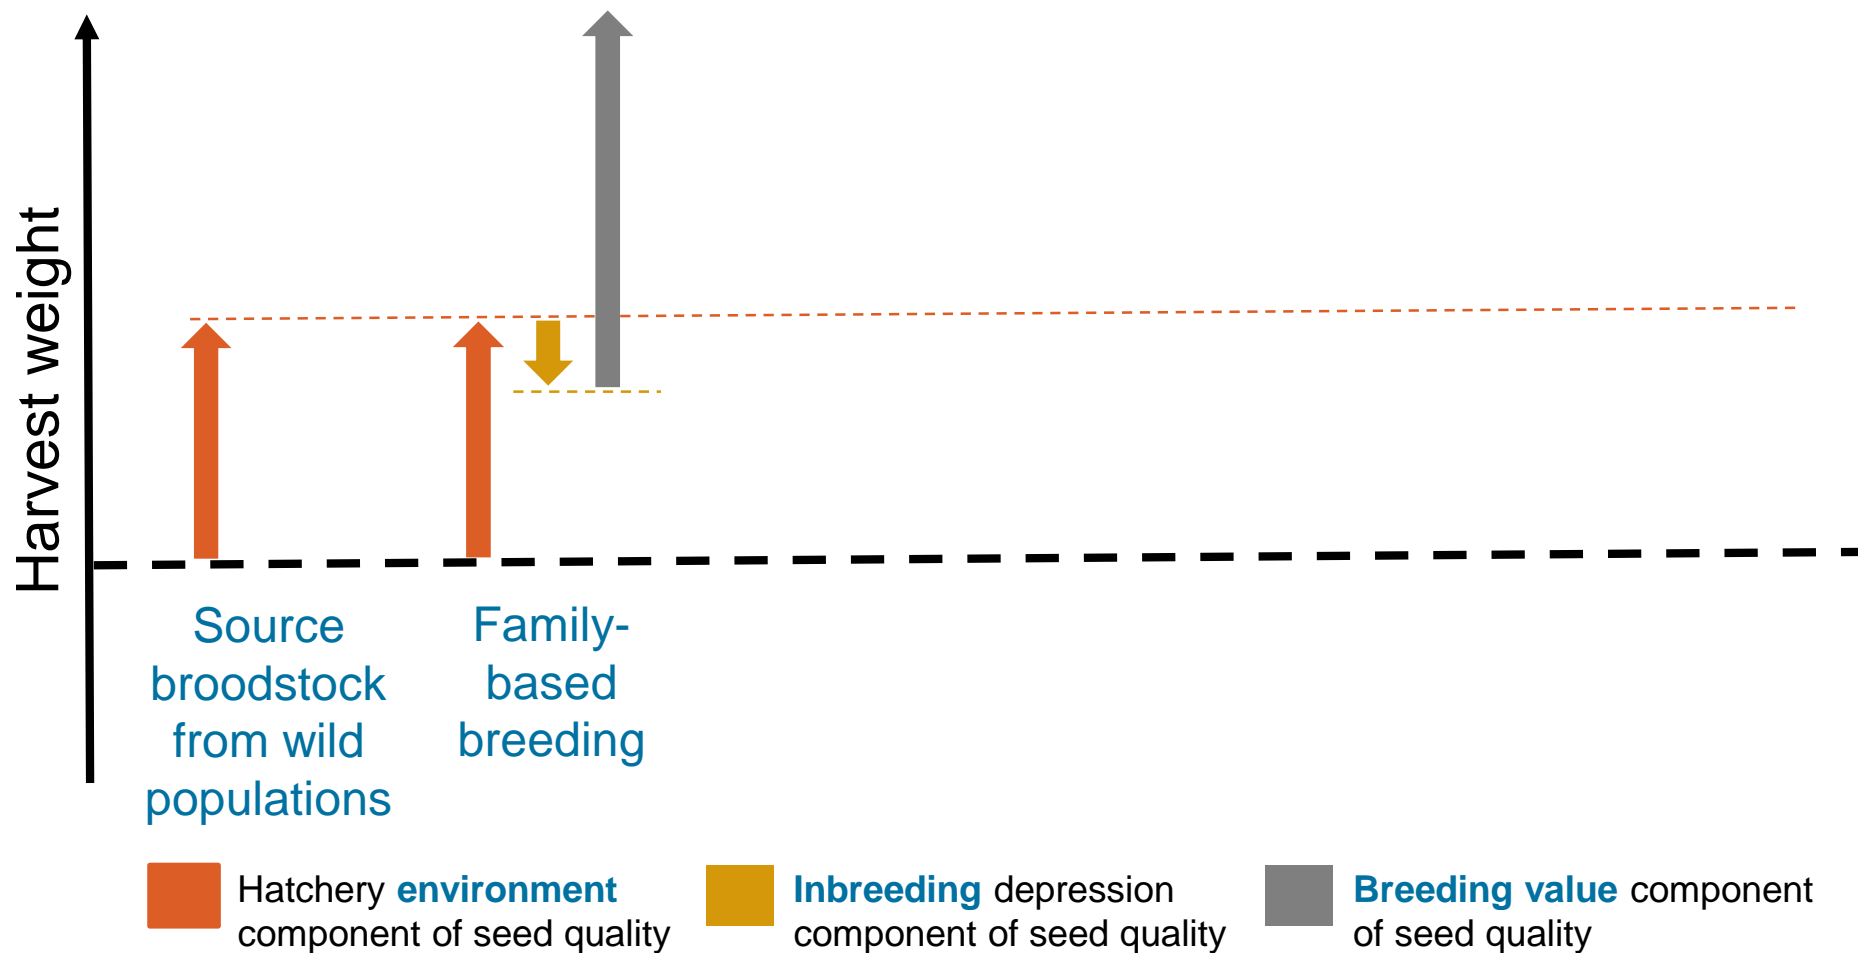 Harvest weight
Source
broodstock
from wild
populations
Family-
based
breeding
Hatchery environment
component of seed quality
Inbreeding depression
component of seed quality
Breeding value component
of seed quality